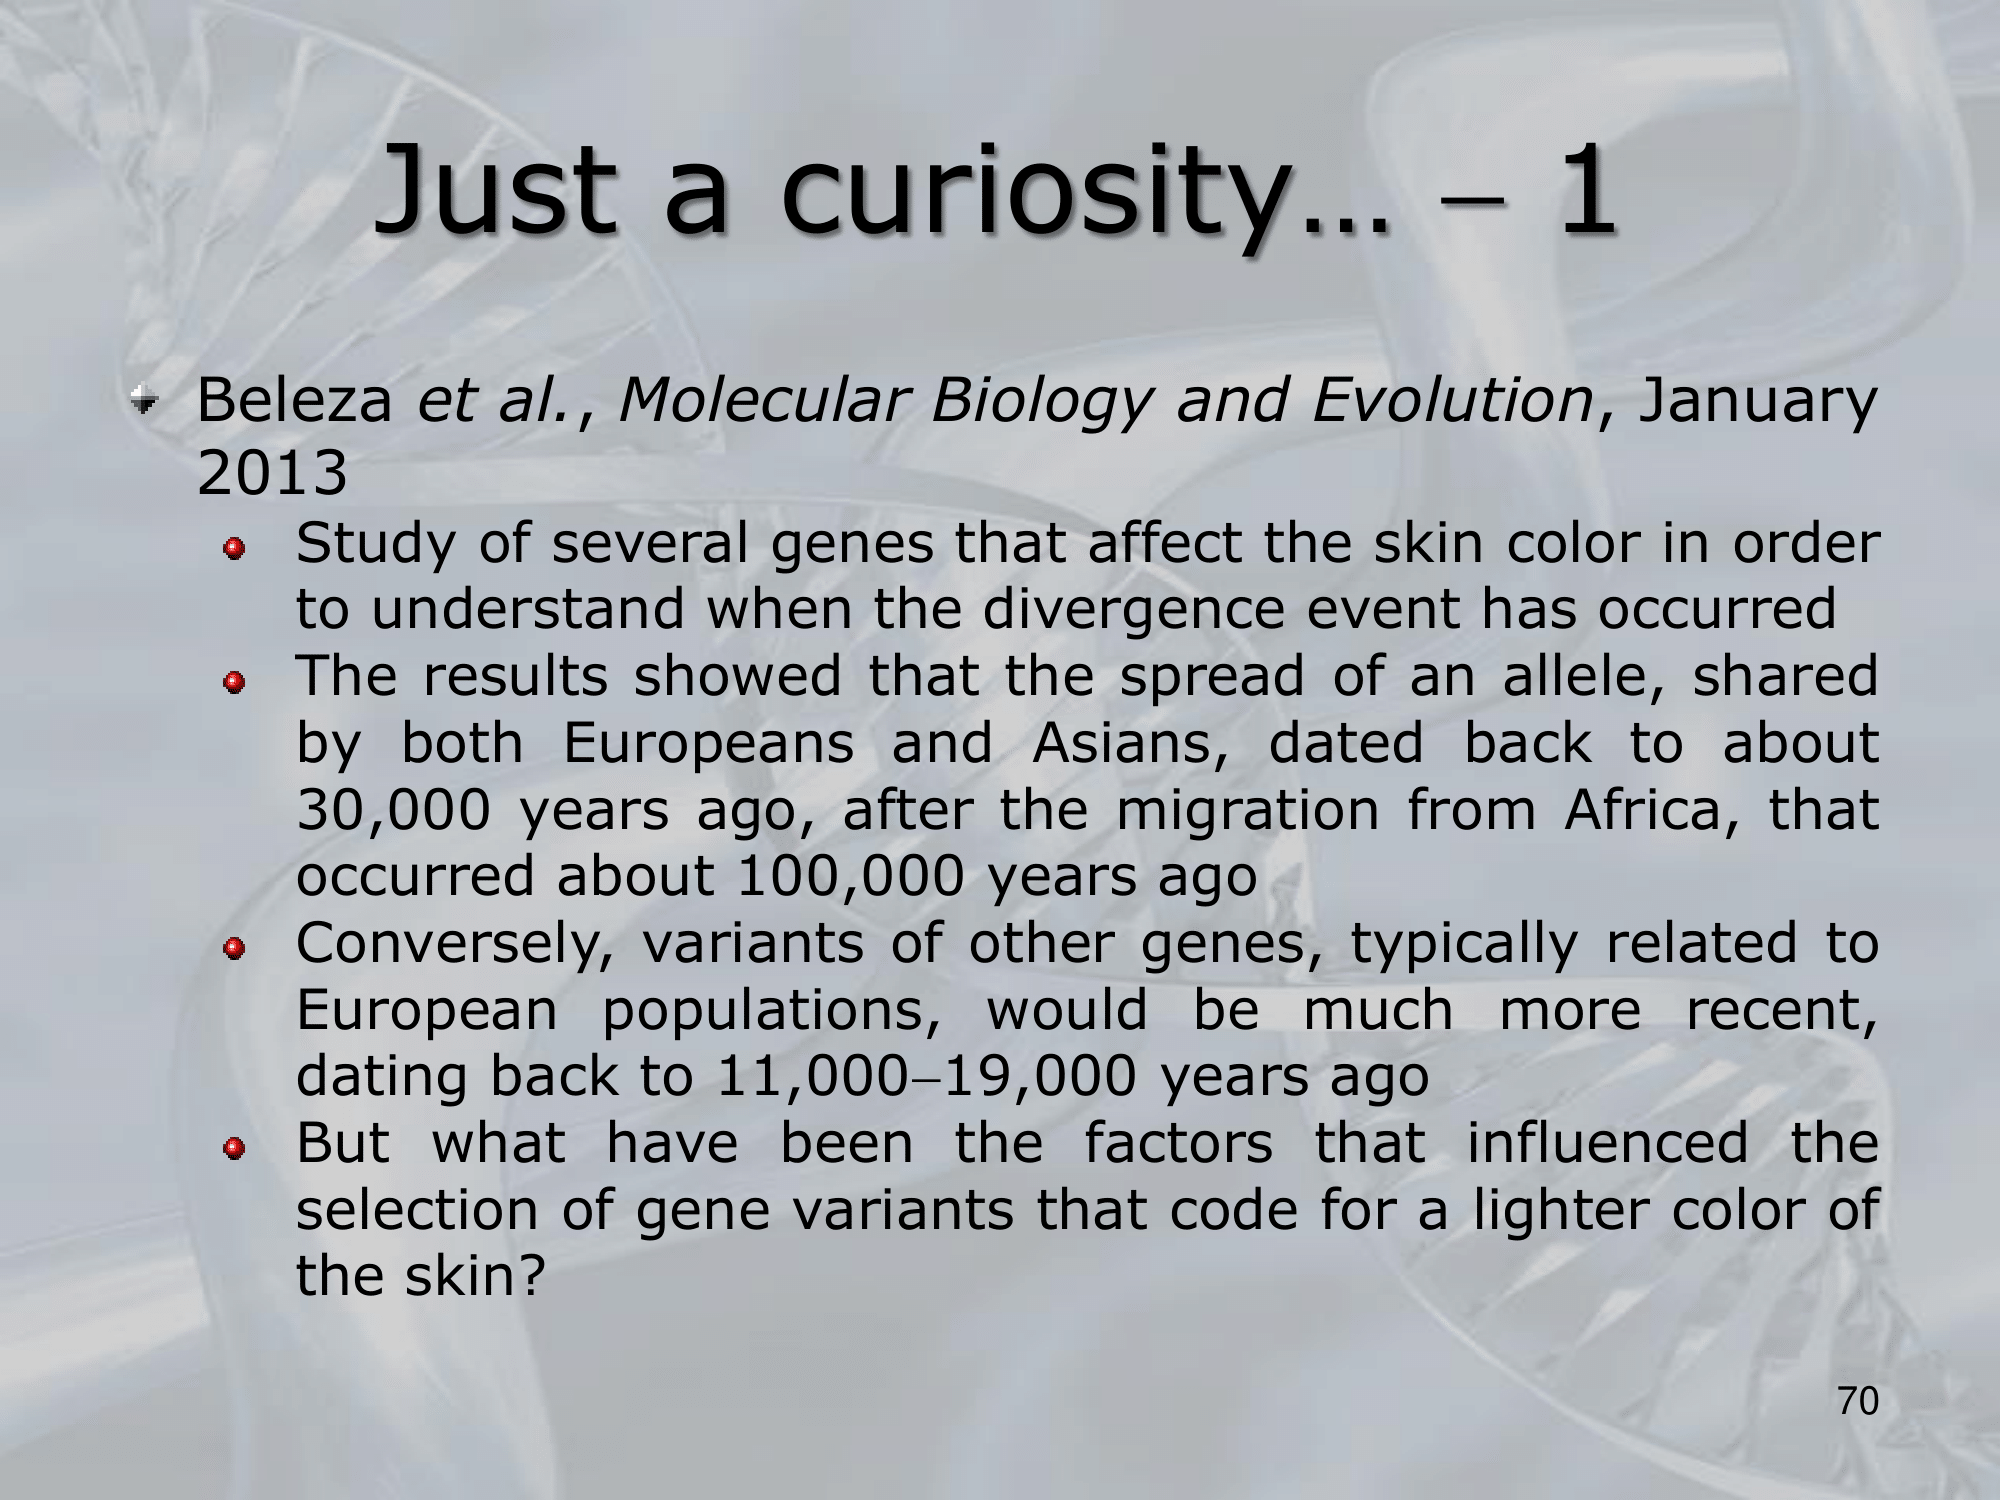 Just a curiosity… – 1
Beleza et al., Molecular Biology and Evolution, January
2013
Study of several genes that affect the skin color in order
to understand when the divergence event has occurred
The results showed that the spread of an allele, shared
by both Europeans and Asians, dated back to about
30,000 years ago, after the migration from Africa, that
occurred about 100,000 years ago
Conversely, variants of other genes, typically related to
European populations, would be much more recent,
dating back to 11,000–19,000 years ago
But what have been the factors that influenced the
selection of gene variants that code for a lighter color of
the skin?
70